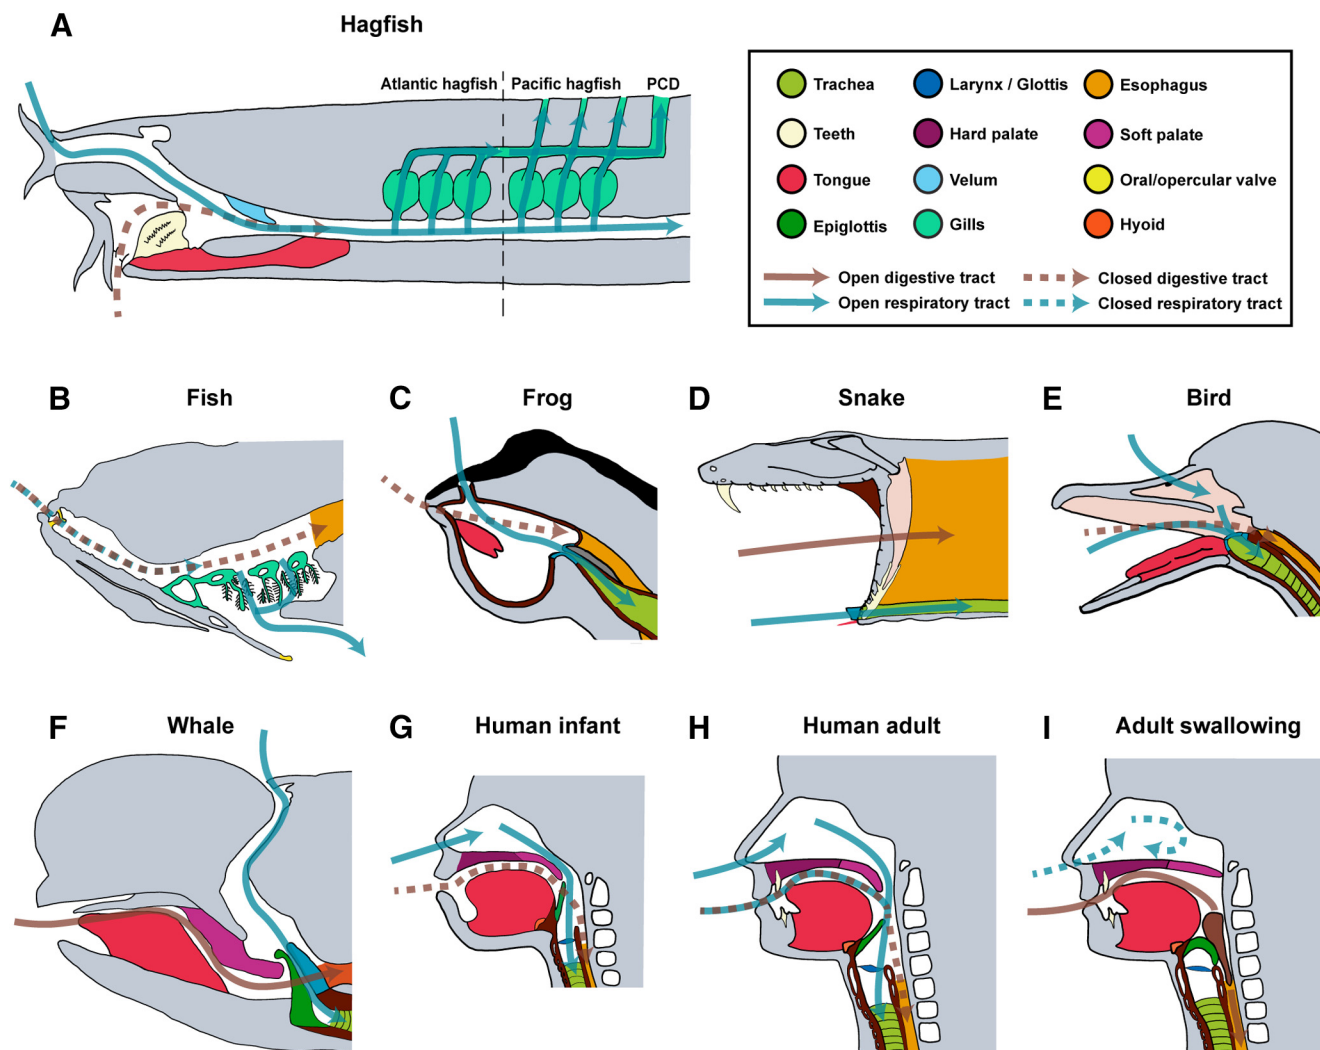 A
Hagfish
Atlantic hagfish
Pacific hagfish
PCD
Trachea
Larynx / Glottis
Esophagus
Teeth
Hard palate
Soft palate
Tongue
Velum
Oral/opercular valve
Epiglottis
Gills
Hyoid
Open digestive tract
Closed digestive tract
Open respiratory tract
Closed respiratory tract
B
Fish
C
Frog
D
Snake
E
Bird
F
Whale
G
Human infant
H
Human adult
I
Adult swallowing